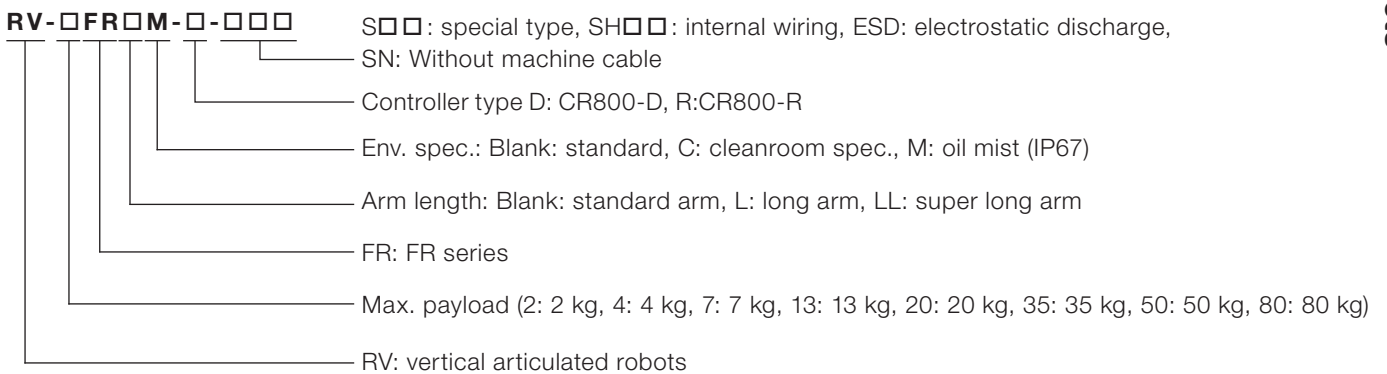 RV-□FR□M-□-□□□
S□□: special type, SH□□: internal wiring, ESD: electrostatic discharge,
SN: Without machine cable
Controller type D: CR800-D, R:CR800-R
Env. spec.: Blank: standard, C: cleanroom spec., M: oil mist (IP67)
Arm length: Blank: standard arm, L: long arm, LL: super long arm
FR: FR series
Max. payload (2: 2 kg, 4: 4 kg, 7: 7 kg, 13: 13 kg, 20: 20 kg, 35: 35 kg, 50: 50 kg, 80: 80 kg)
RV: vertical articulated robots